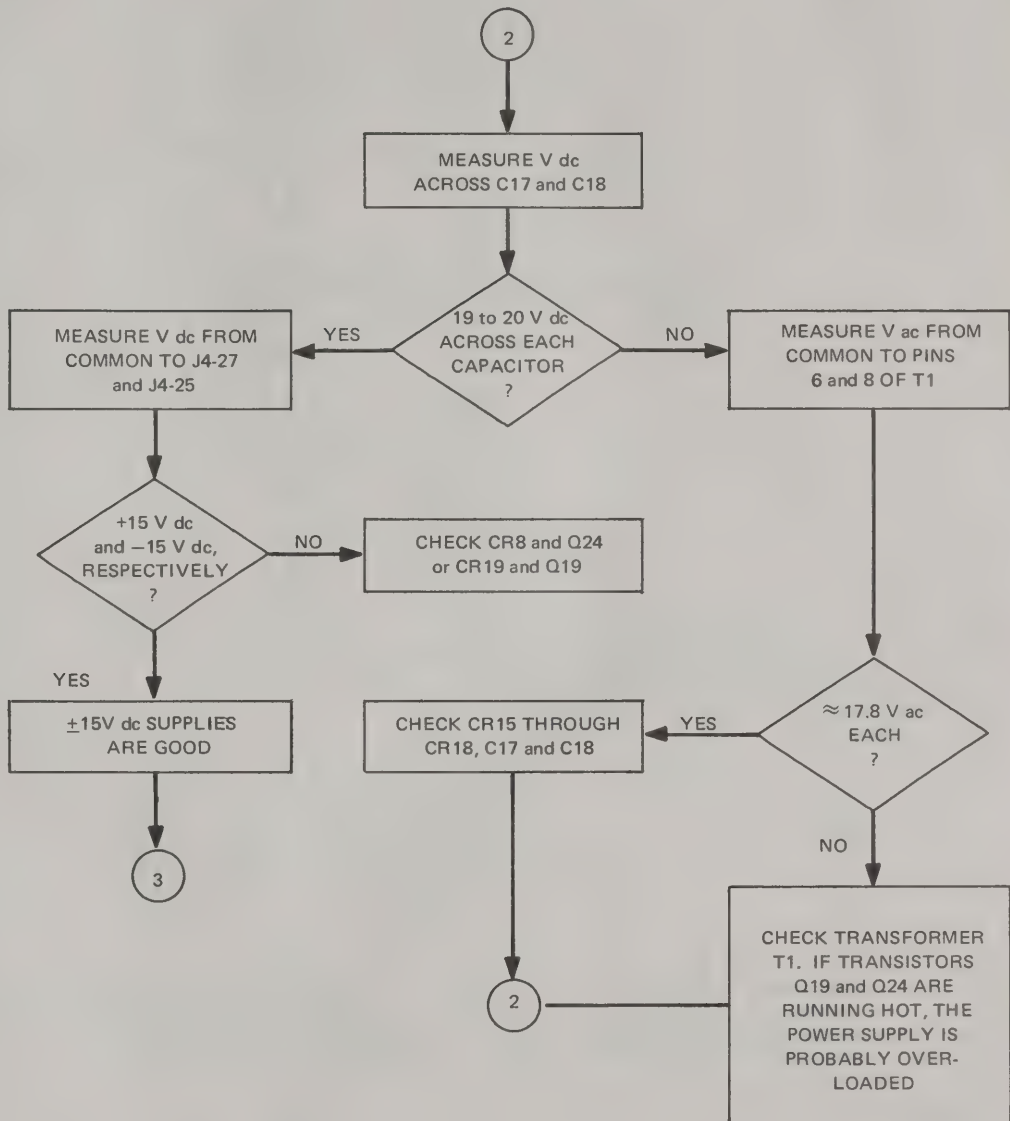 2
MEASURE V dc
ACROSS C17 and C18
19 to 20 V dc
ACROSS EACH
CAPACITOR
?
YES
NO
MEASURE V dc FROM
COMMON TO J4-27
and J4-25
MEASURE V ac FROM
COMMON TO PINS
6 and 8 OF T1
+15 V dc
and −15 V dc,
RESPECTIVELY
?
NO
CHECK CR8 and Q24
or CR19 and Q19
YES
±15V dc SUPPLIES
ARE GOOD
3
≈ 17.8 V ac
EACH
?
YES
CHECK CR15 THROUGH
CR18, C17 and C18
2
NO
CHECK TRANSFORMER
T1. IF TRANSISTORS
Q19 and Q24 ARE
RUNNING HOT, THE
POWER SUPPLY IS
PROBABLY OVER-
LOADED